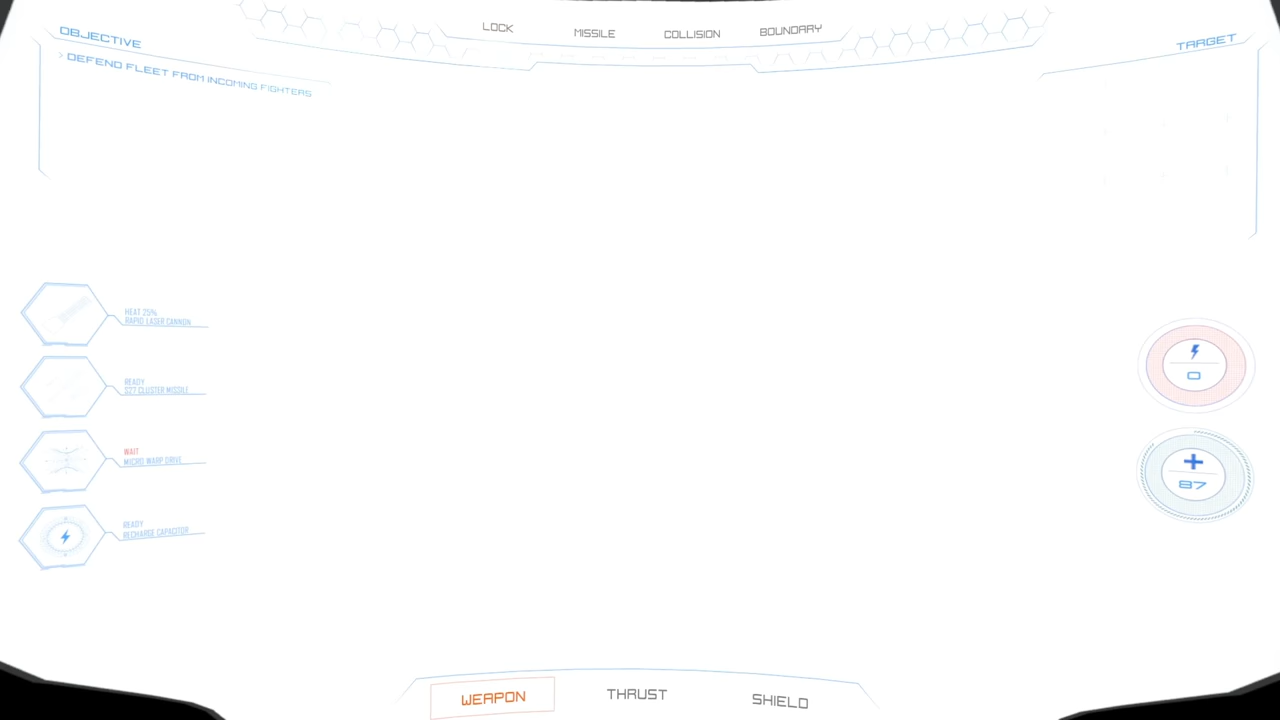 LOCK
MISSILE
COLLISION
BOUNDARY
OBJECTIVE
> DEFEND FLEET FROM INCOMING FIGHTERS
TARGET
HEAT 25%
RAPID LASER CANNON
READY
S27 CLUSTER MISSILE
WAIT
MICRO WARP DRIVE
READY
RECHARGE CAPACITOR
0
87
WEAPON
THRUST
SHIELD